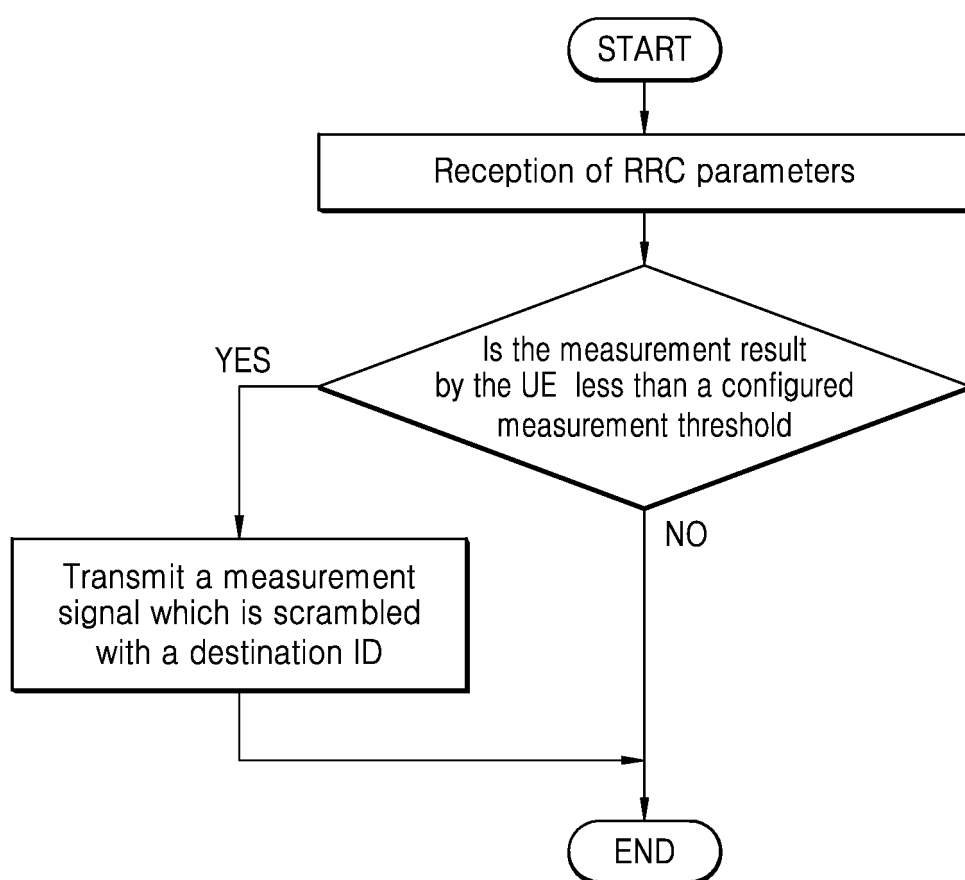 START
Reception of RRC parameters
Is the measurement result
by the UE less than a configured
measurement threshold
YES
NO
Transmit a measurement
signal which is scrambled
with a destination ID
END